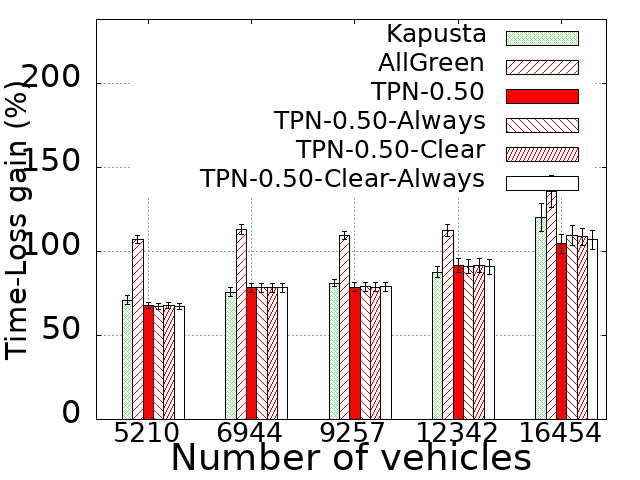 Kapusta
AllGreen
TPN-0.50
TPN-0.50-Always
TPN-0.50-Clear
TPN-0.50-Clear-Always
Time-Loss gain (%)
200
150
100
50
0
5210 6944 9257 12342 16454
Number of vehicles